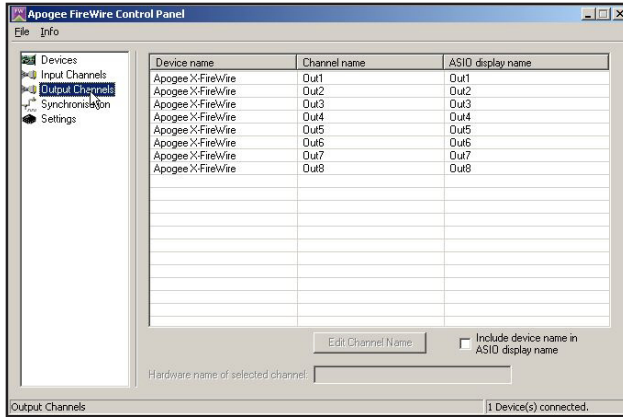 Apogee FireWire Control Panel
File Info
Devices
Input Channels
Output Channels
Synchronisation
Settings
Device name Channel name ASIO display name
Apogee X-FireWire Out1 Out1
Apogee X-FireWire Out2 Out2
Apogee X-FireWire Out3 Out3
Apogee X-FireWire Out4 Out4
Apogee X-FireWire Out5 Out5
Apogee X-FireWire Out6 Out6
Apogee X-FireWire Out7 Out7
Apogee X-FireWire Out8 Out8
Edit Channel Name
Include device name in
ASIO display name
Hardware name of selected channel:
Output Channels 1 Device(s) connected.